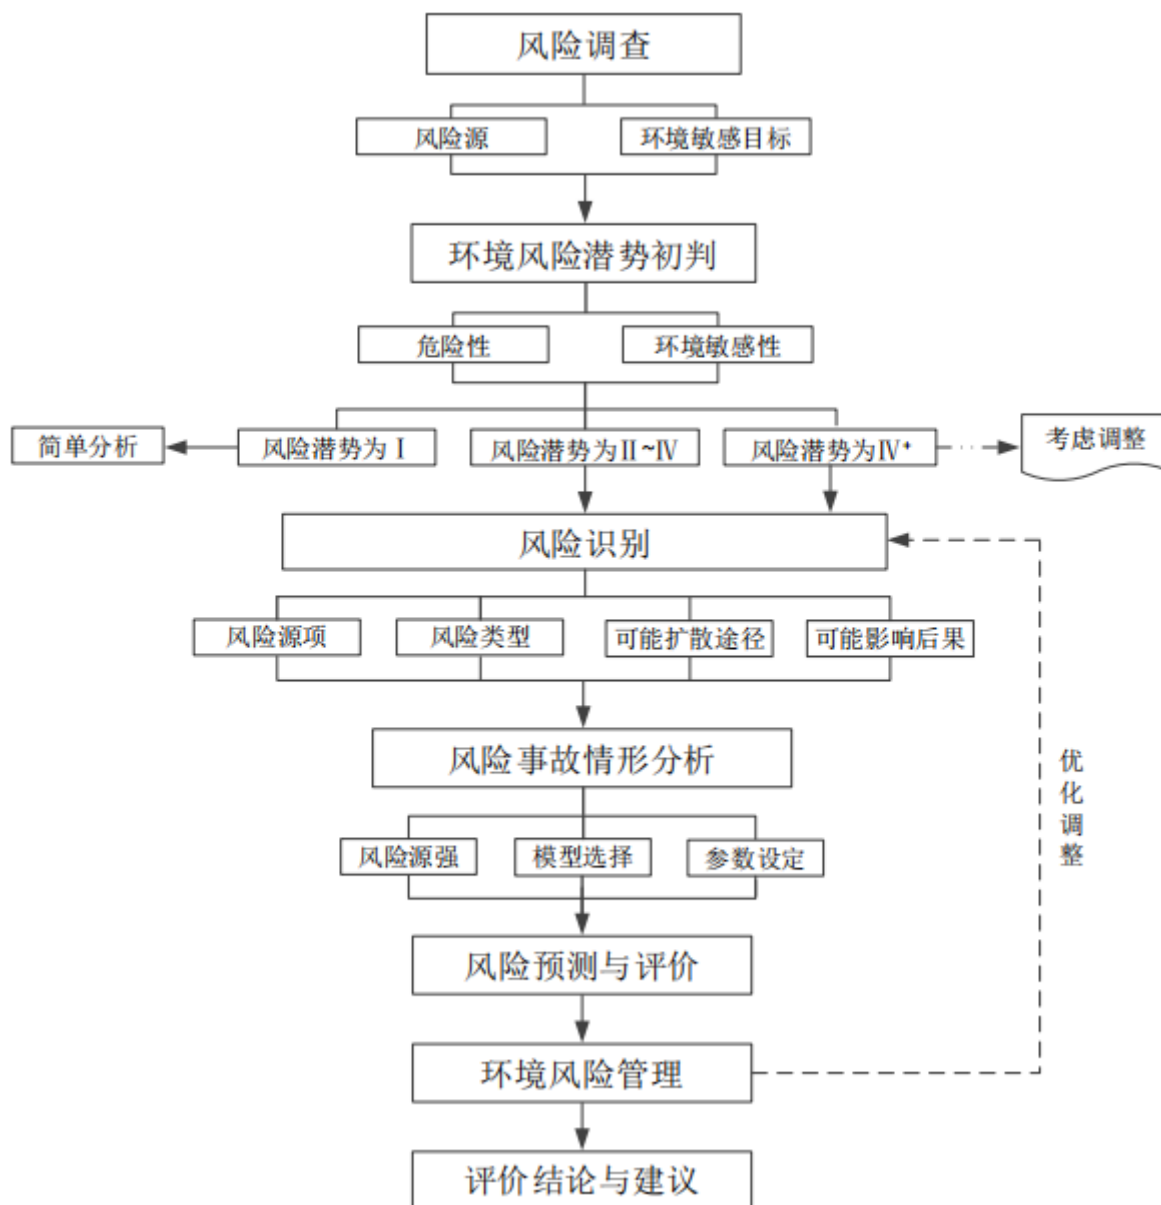 风险调查
风险源
环境敏感目标
环境风险潜势初判
危险性
环境敏感性
简单分析
风险潜势为Ⅰ
风险潜势为Ⅱ~Ⅳ
风险潜势为Ⅳ⁺
考虑调整
风险识别
风险源项
风险类型
可能扩散途径
可能影响后果
风险事故情形分析
优化调整
风险源强
模型选择
参数设定
风险预测与评价
环境风险管理
评价结论与建议